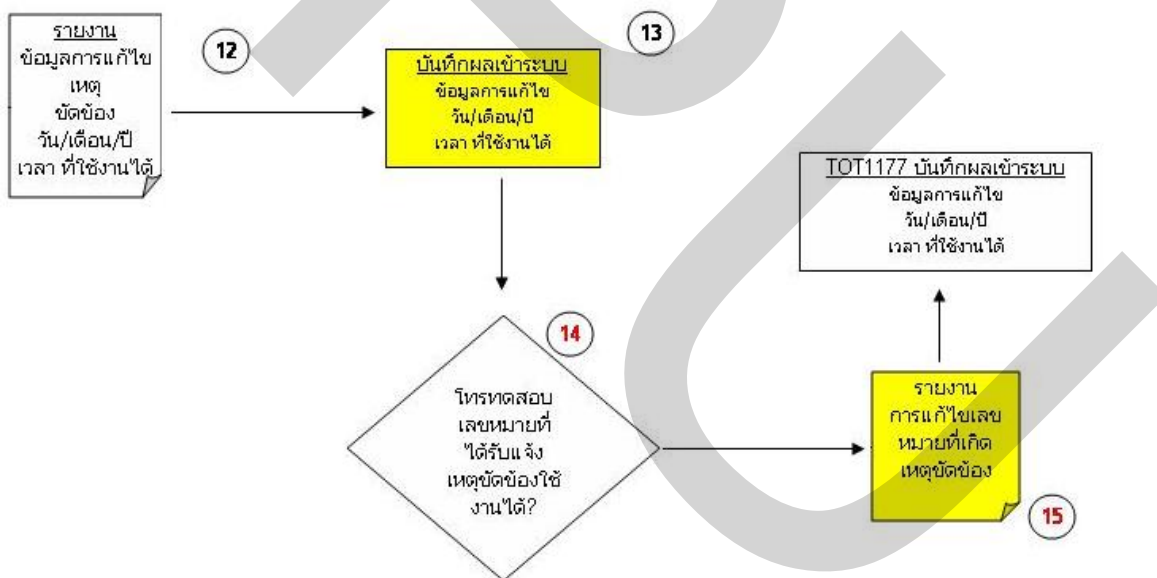 รายงาน
ข้อมูลการแก้ไข
เหตุ
ขัดข้อง
วัน/เดือน/ปี
เวลา ที่ใช้งานได้
12
บันทึกผลเข้าระบบ
ข้อมูลการแก้ไข
วัน/เดือน/ปี
เวลา ที่ใช้งานได้
13
TOT1177 บันทึกผลเข้าระบบ
ข้อมูลการแก้ไข
วัน/เดือน/ปี
เวลา ที่ใช้งานได้
14
โทรทดสอบ
เลขหมายที่
ได้รับแจ้ง
เหตุขัดข้องใช้
งานได้?
รายงาน
การแก้ไขเลข
หมายที่เกิด
เหตุขัดข้อง
15